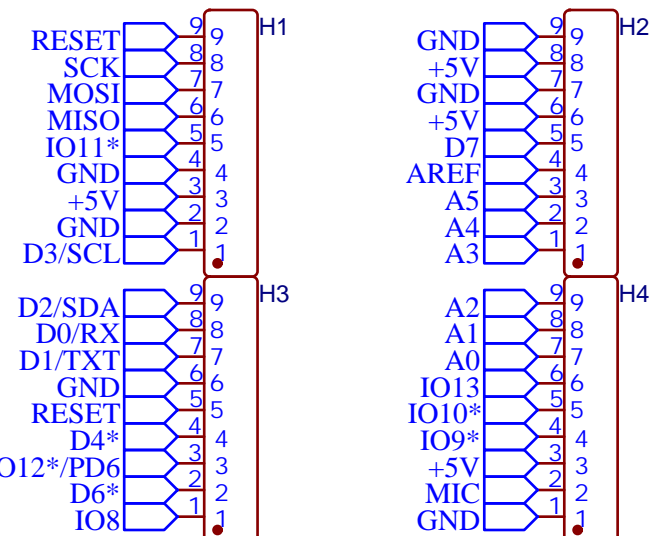 H1
RESET 9 9
SCK 8 8
MOSI 7 7
MISO 6 6
IO11* 5 5
GND 4 4
+5V 3 3
GND 2 2
D3/SCL 1 1
H2
GND 9 9
+5V 8 8
GND 7 7
+5V 6 6
D7 5 5
AREF 4 4
A5 3 3
A4 2 2
A3 1 1
H3
D2/SDA 9 9
D0/RX 8 8
D1/TXT 7 7
GND 6 6
RESET 5 5
D4* 4 4
O12*/PD6 3 3
D6* 2 2
IO8 1 1
H4
A2 9 9
A1 8 8
A0 7 7
IO13 6 6
IO10* 5 5
IO9* 4 4
+5V 3 3
MIC 2 2
GND 1 1